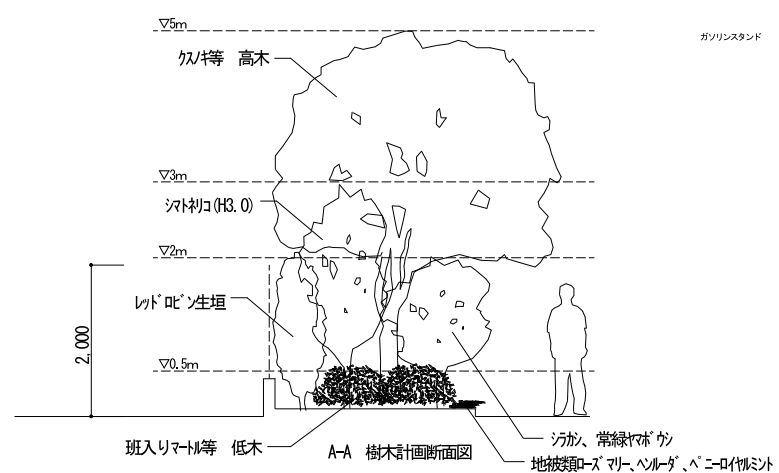 ▽5m
ガソリンスタンド
クスノキ等　高木
▽3m
シマトネリコ(H3.0)
▽2m
レッドロビン生垣
2,000
▽0.5m
班入りマートル等　低木
A-A　樹木計画断面図
シラカシ、常緑ヤマボウシ
地被類ローズマリー、ヘンルーダ、ペニーロイヤルミント